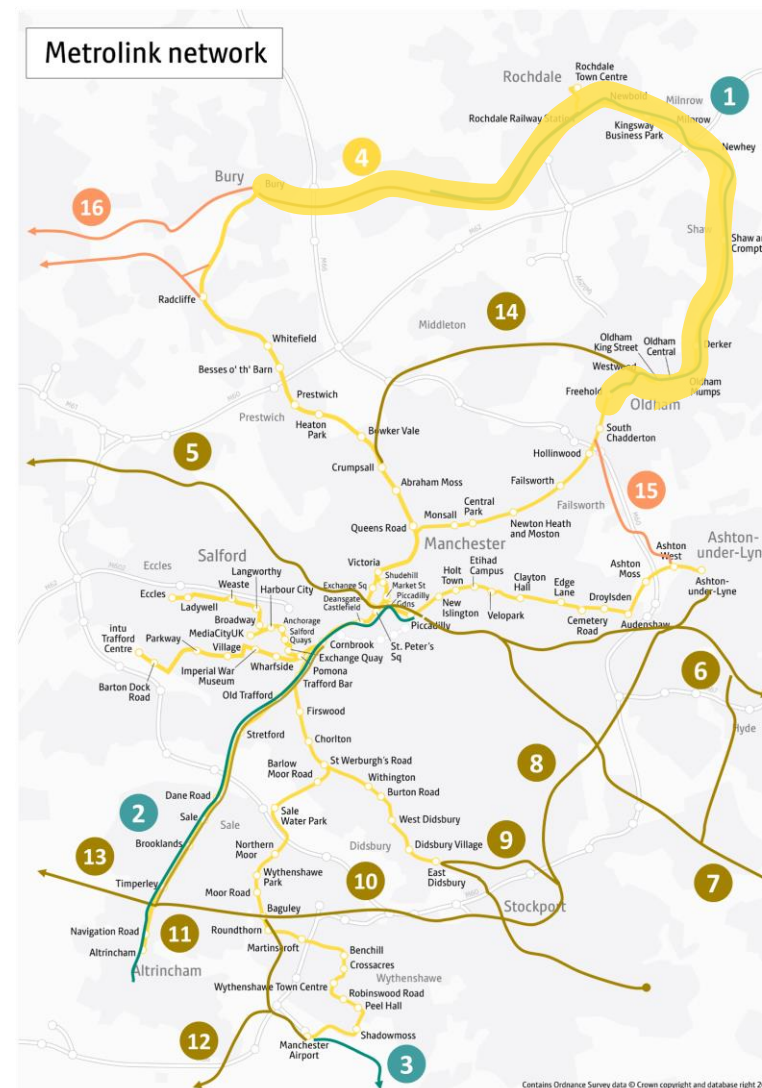 Metrolink network
Rochdale
Town Centre
Rochdale
Newbold
Milnrow
1
Rochdale Railway Station
Kingsway
Business Park
Milnrow
Newhey
4
Bury
Bury
16
M62
M66
Shaw
Shaw and
Crompton
Radcliffe
14
Middleton
Oldham
King Street
Oldham
Central
Derker
Whitefield
Westwood
Besses o' th' Barn
Freehold
Oldham
Mumps
Oldham
Prestwich
Prestwich
Heaton
Park
Bowker Vale
South
Chadderton
5
Hollinwood
Crumpsall
Abraham Moss
Failsworth
15
Central
Park
Monsall
Failsworth
Newton Heath
and Moston
Queens Road
Manchester
Ashton-
under-Lyne
Ashton
West
Salford
Victoria
Eccles
Langworthy
Weaste
Harbour City
Exchange Sq
Shudehill
Market St
Piccadilly
Gdns
Holt
Town
Etihad
Campus
Clayton
Hall
Edge
Lane
Ashton
Moss
Ashton-
under-Lyne
Eccles
Ladywell
Deansgate
Castlefield
Droylsden
Broadway
Anchorage
New
Islington
Velopark
Cemetery
Road
Audenshaw
intu
Trafford
Centre
Parkway
MediaCityUK
Salford
Quays
Cornbrook
Piccadilly
St. Peter's
Sq
Village
Exchange Quay
Imperial War
Museum
Wharfside
Pomona
6
Barton Dock
Road
Old Trafford
Trafford Bar
Firswood
Hyde
Stretford
Chorlton
8
Barlow
Moor Road
St Werburgh's Road
Withington
Dane Road
Burton Road
2
Sale
Sale
Sale
Water Park
West Didsbury
Brooklands
Northern
Moor
Didsbury
Didsbury Village
9
13
10
East
Didsbury
7
Timperley
Wythenshawe
Park
Moor Road
Stockport
Navigation Road
11
Baguley
Roundthorn
Altrincham
Martinscroft
Benchill
Altrincham
Crossacres
Wythenshawe
Wythenshawe Town Centre
Robinswood Road
Peel Hall
12
Shadowmoss
Manchester
Airport
3
Contains Ordnance Survey data © Crown copyright and database right